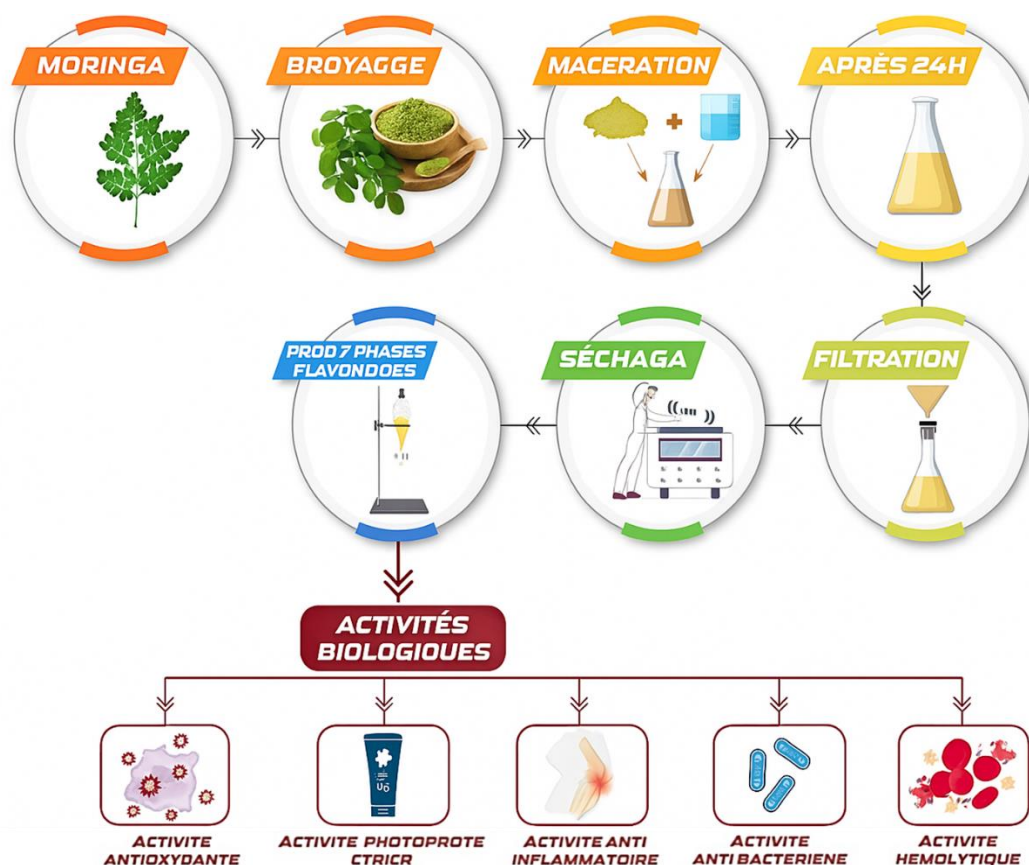 MORINGA
BROYAGGE
MACERATION
APRÈS 24H
FILTRATION
SÉCHAGA
PROD 7 PHASES
FLAVONDOES
ACTIVITÉS
BIOLOGIQUES
ACTIVITE
ANTIOXYDANTE
ACTIVITE PHOTOPROTE
CTRICR
ACTIVITE ANTI
INFLAMMATOIRE
ACTIVITE
ANTI BACTERIENE
ACTIVITE
HEMOLYTIQUE